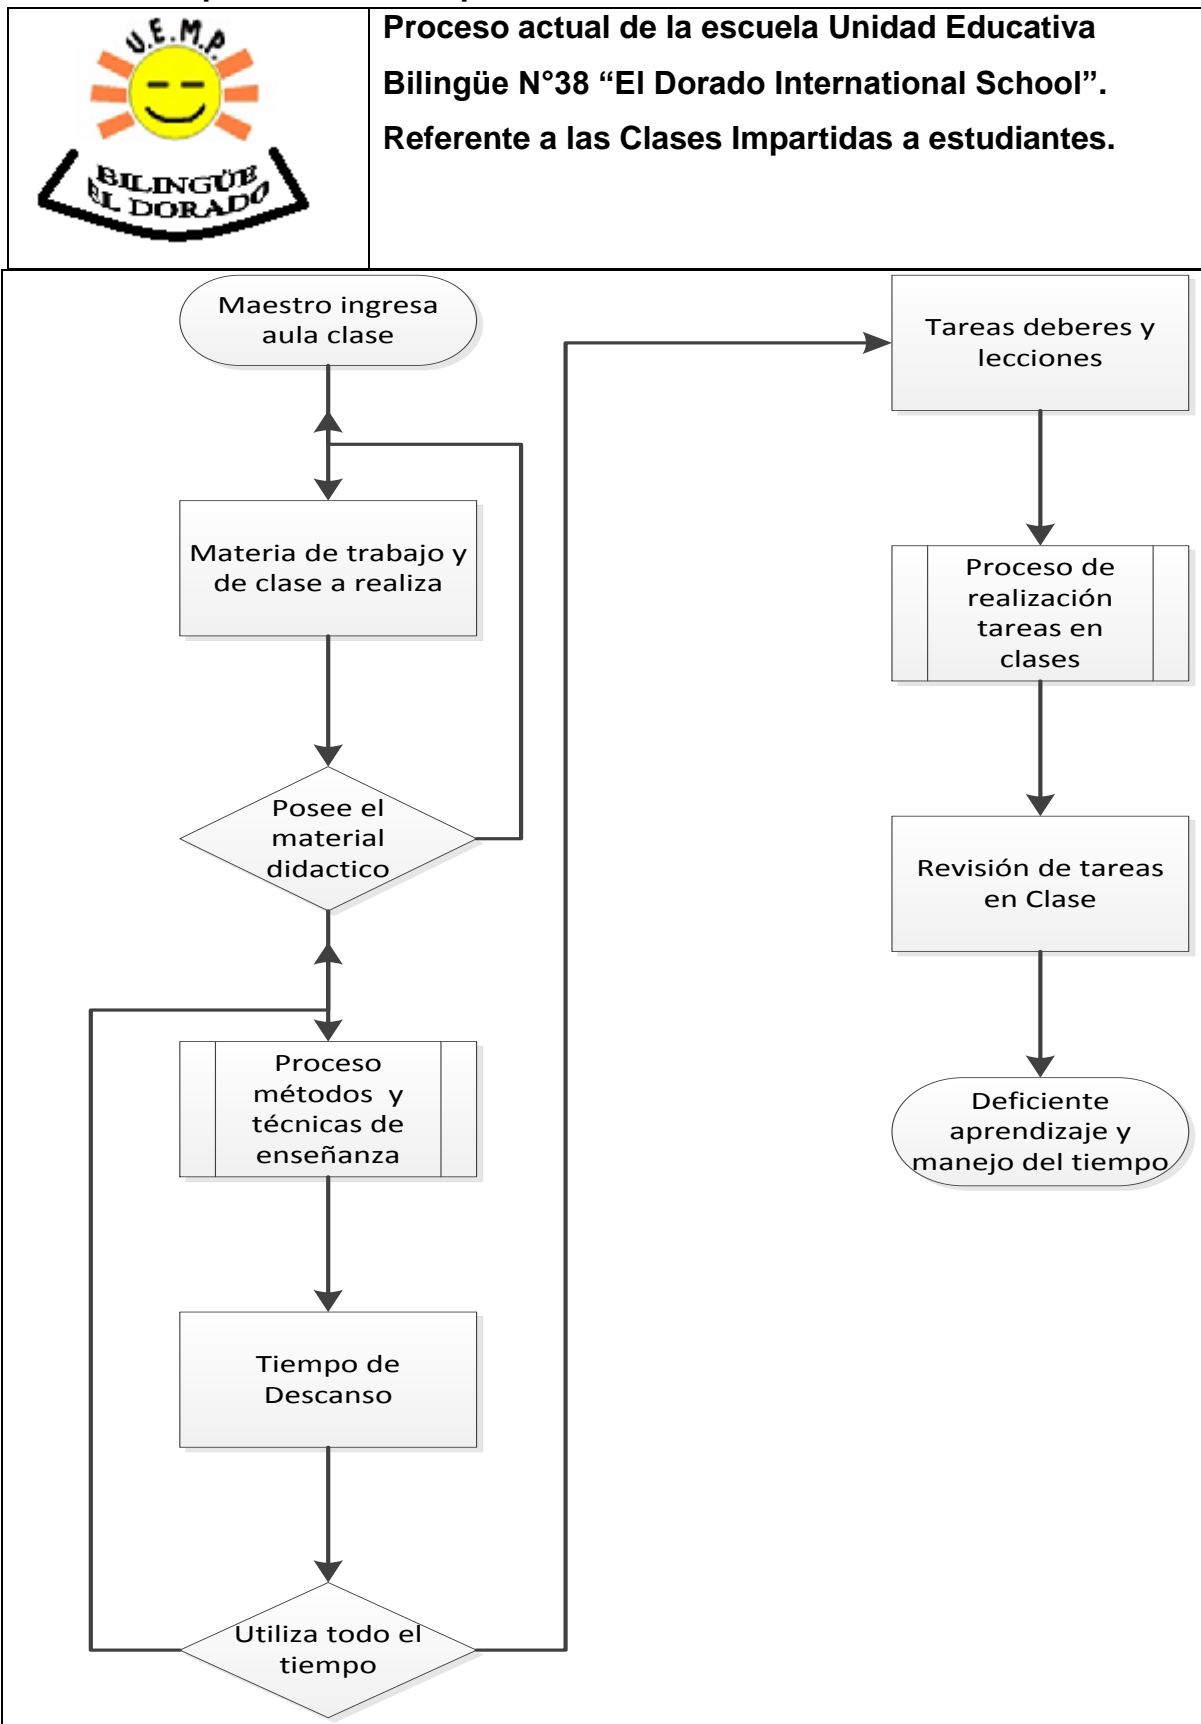 U.E.M.P.
BILINGÜE
EL DORADO
Proceso actual de la escuela Unidad Educativa
Bilingüe N°38 “El Dorado International School”.
Referente a las Clases Impartidas a estudiantes.
Maestro ingresa
aula clase
Materia de trabajo y
de clase a realiza
Posee el
material
didactico
Proceso
métodos y
técnicas de
enseñanza
Tiempo de
Descanso
Utiliza todo el
tiempo
Tareas deberes y
lecciones
Proceso de
realización
tareas en
clases
Revisión de tareas
en Clase
Deficiente
aprendizaje y
manejo del tiempo